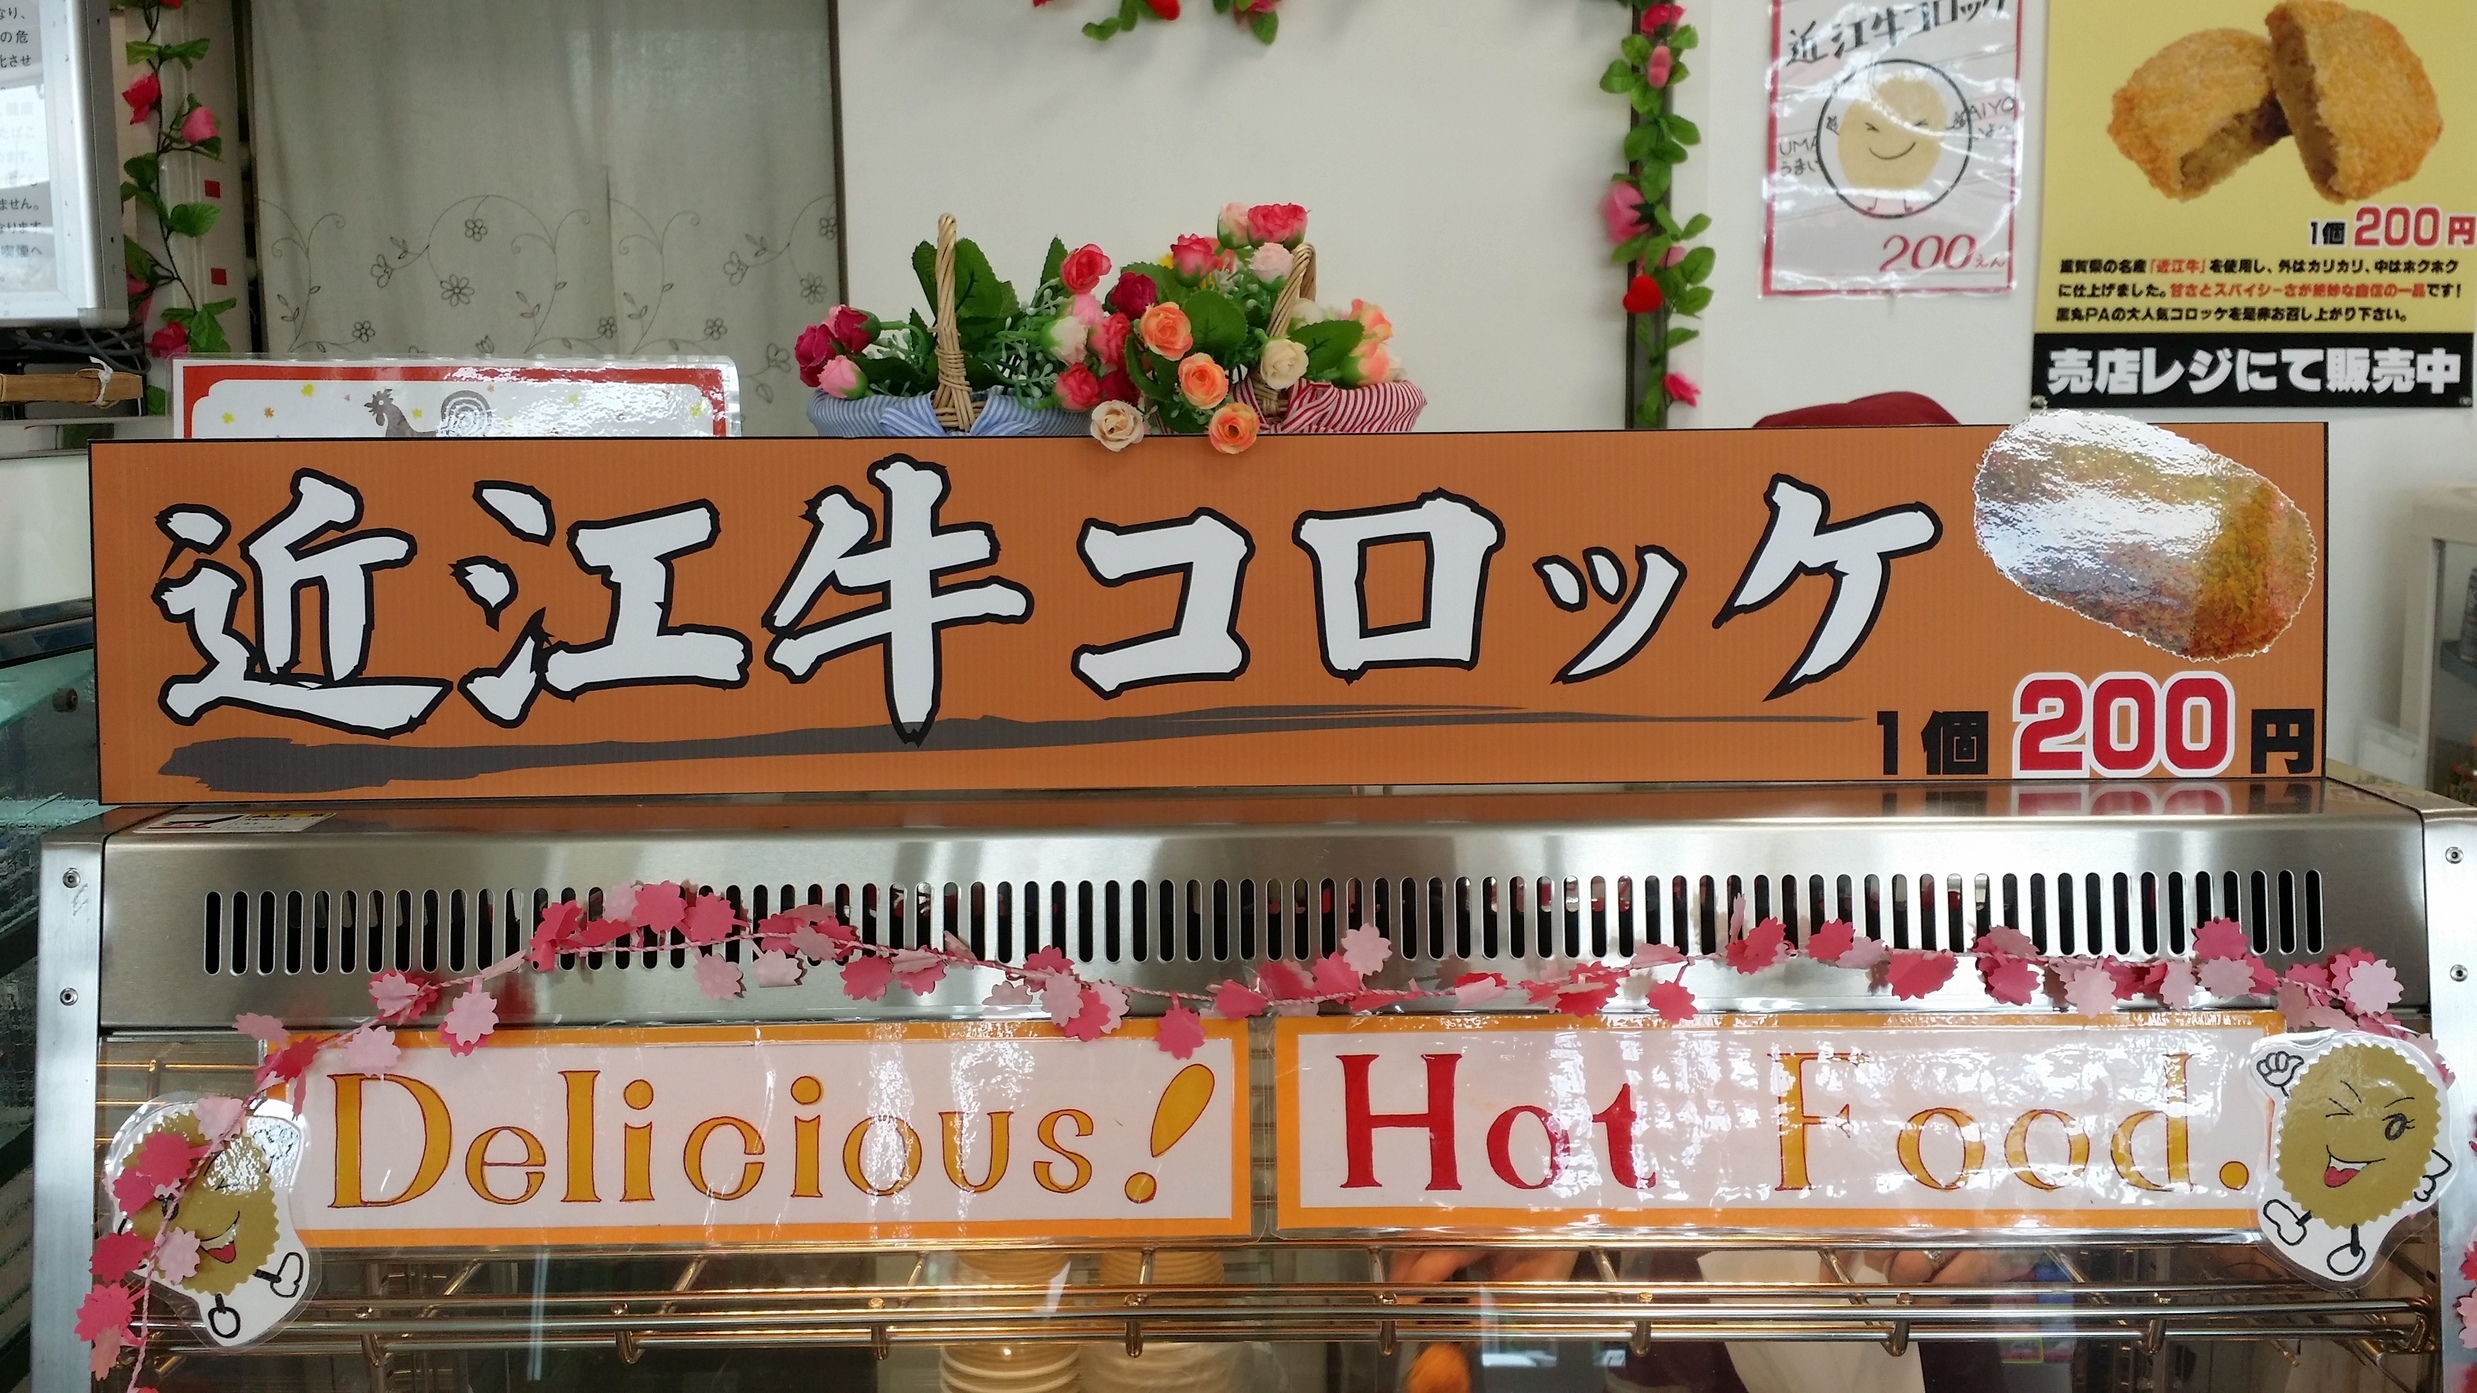 近江牛コロッケ
UMA
うまい
AIYO
いよ〜
200えん
1個 200円
滋賀県の名産「近江牛」を使用し、外はカリカリ、中はホクホク
に仕上げました。甘さとスパイシーさが絶妙な自信の一品です!
黒丸PAの大人気コロッケを是非お召し上がり下さい。
売店レジにて販売中
近江牛コロッケ
1個 200円
Delicious!
Hot Food.